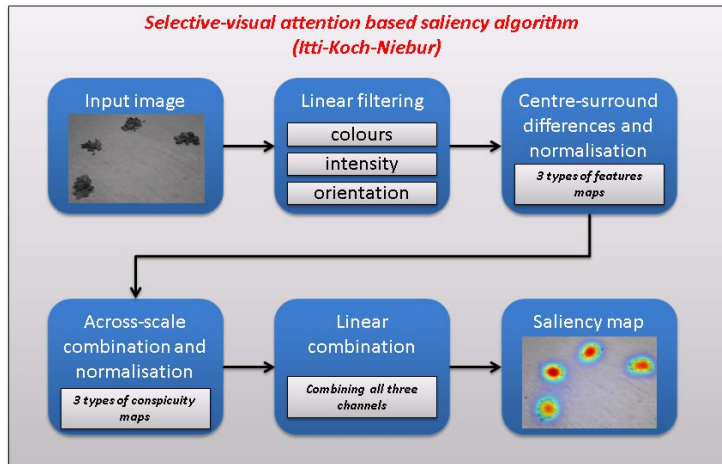 Selective-visual attention based saliency algorithm
(Itti-Koch-Niebur)
Input image
Linear filtering
colours
intensity
orientation
Centre-surround
differences and
normalisation
3 types of features
maps
Across-scale
combination and
normalisation
3 types of conspicuity
maps
Linear
combination
Combining all three
channels
Saliency map